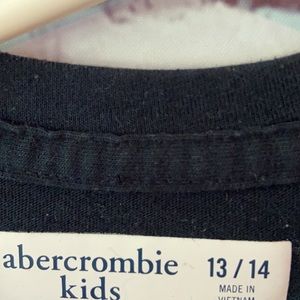 abercrombie
kids
13 / 14
MADE IN
VIETNAM